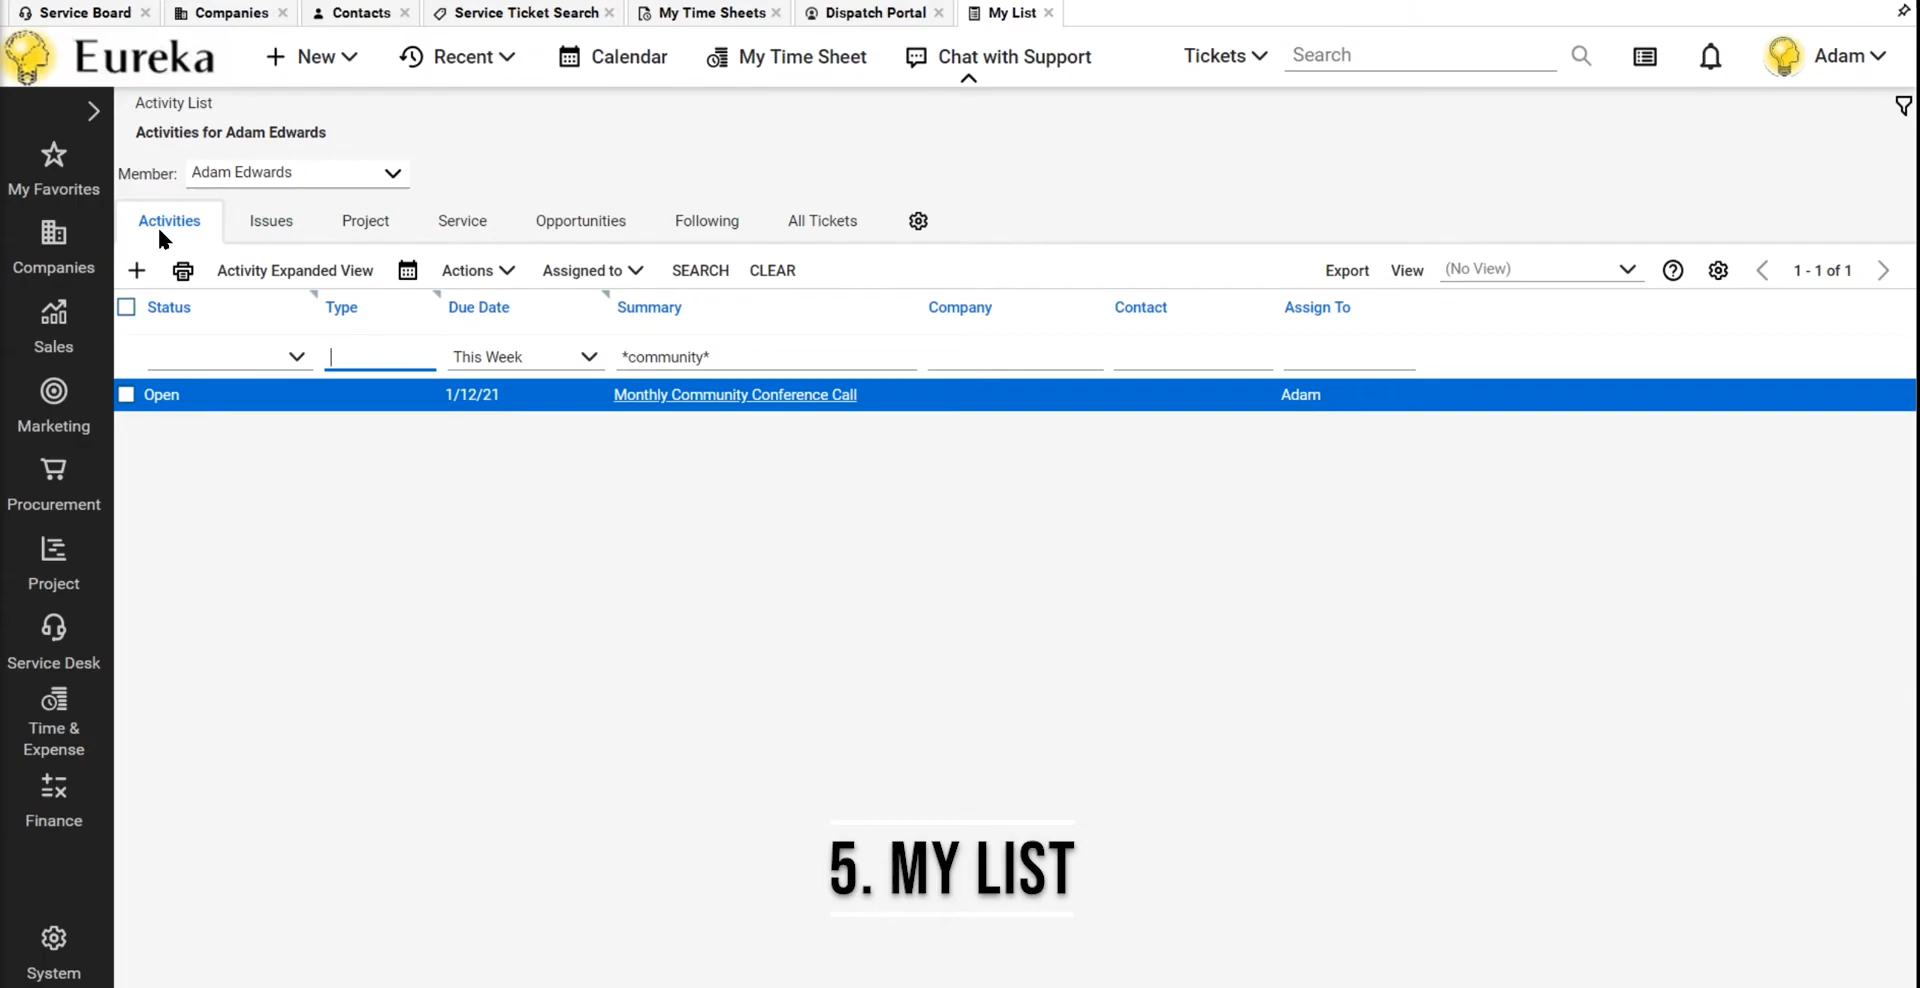 Service Board Companies Contacts Service Ticket Search My Time Sheets Dispatch Portal My List
Eureka New Recent Calendar My Time Sheet Chat with Support Tickets Search Adam
Activity List
Activities for Adam Edwards
Member: Adam Edwards
Activities Issues Project Service Opportunities Following All Tickets
Activity Expanded View Actions Assigned to SEARCH CLEAR Export View (No View) 1 - 1 of 1
Status Type Due Date Summary Company Contact Assign To
This Week *community*
Open 1/12/21 Monthly Community Conference Call Adam
My Favorites
Companies
Sales
Marketing
Procurement
Project
Service Desk
Time &
Expense
Finance
System
5. MY LIST